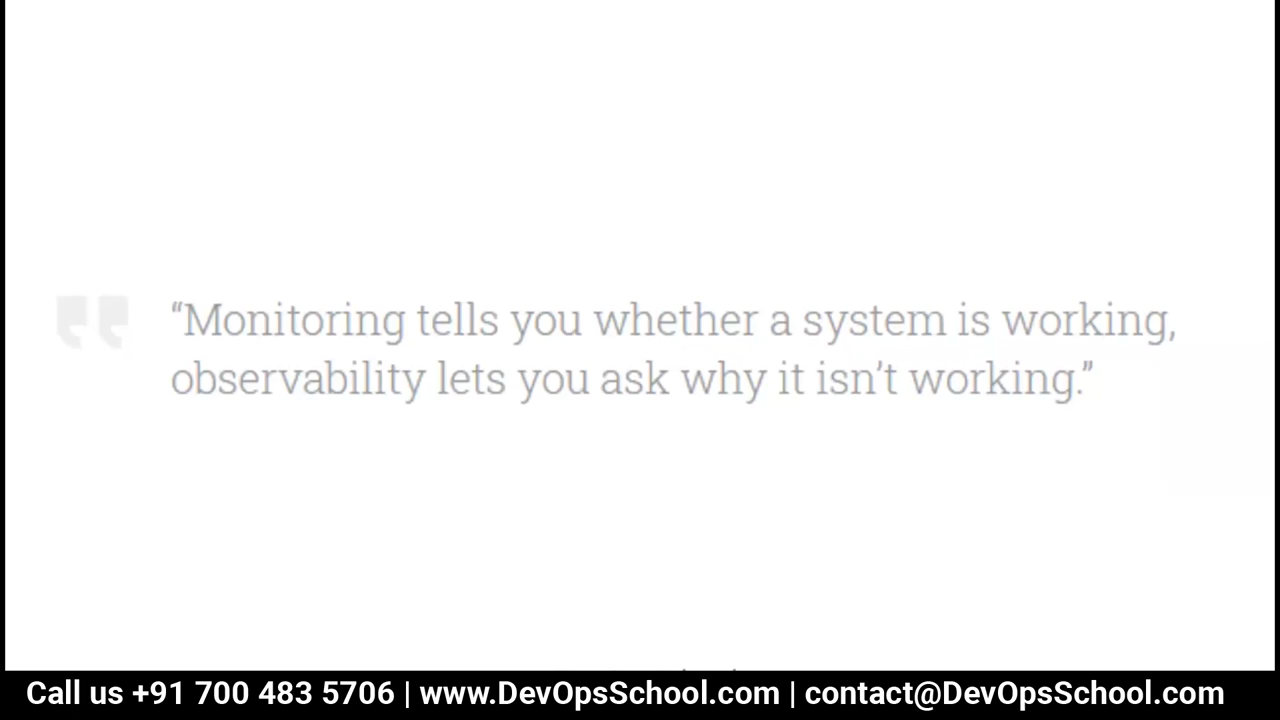 “Monitoring tells you whether a system is working,
observability lets you ask why it isn’t working.”
Call us +91 700 483 5706 | www.DevOpsSchool.com | contact@DevOpsSchool.com